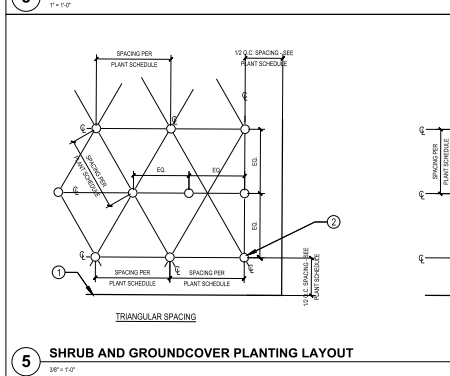 1" = 1'-0"
SPACING PER
PLANT SCHEDULE
1/2 O.C. SPACING - SEE
PLANT SCHEDULE
SPACING PER
PLANT SCHEDULE
EQ.
EQ.
EQ.
EQ.
SPACING PER
PLANT SCHEDULE
2
1
SPACING PER
PLANT SCHEDULE
SPACING PER
PLANT SCHEDULE
1/2 O.C. SPACING - SEE
PLANT SCHEDULE
TRIANGULAR SPACING
5
SHRUB AND GROUNDCOVER PLANTING LAYOUT
3/8" = 1'-0"